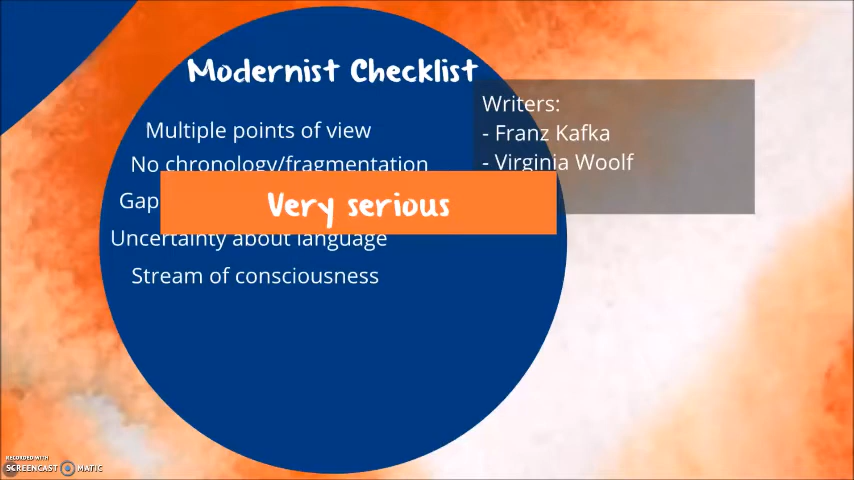 Modernist Checklist
Multiple points of view
No chronology/fragmentation
Gap
Uncertainty about language
Stream of consciousness
Very serious
Writers:
- Franz Kafka
- Virginia Woolf
RECORDED WITH
SCREENCAST MATIC